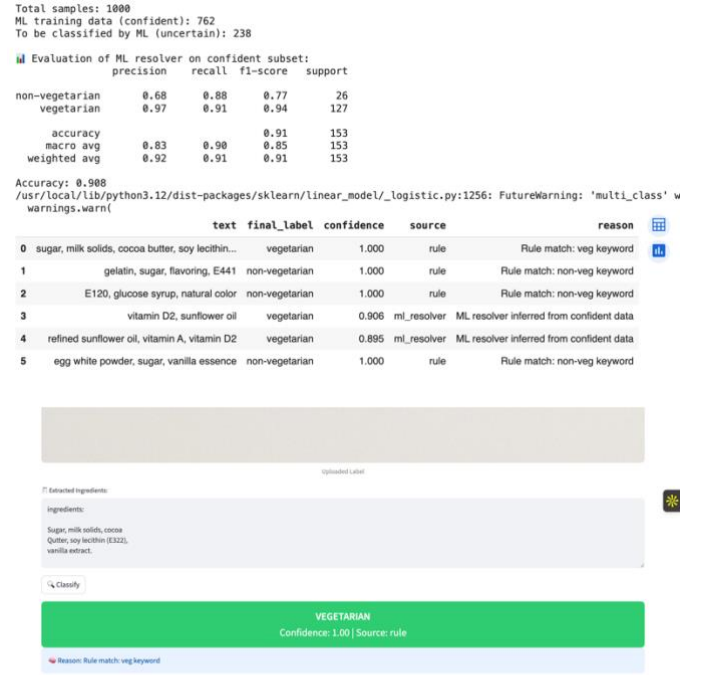 Total samples: 1000
ML training data (confident): 762
To be classified by ML (uncertain): 238
📊 Evaluation of ML resolver on confident subset:
precision recall f1-score support
non-vegetarian 0.68 0.88 0.77 26
vegetarian 0.97 0.91 0.94 127
accuracy 0.91 153
macro avg 0.83 0.90 0.85 153
weighted avg 0.92 0.91 0.91 153
Accuracy: 0.908
/usr/local/lib/python3.12/dist-packages/sklearn/linear_model/_logistic.py:1256: FutureWarning: 'multi_class' w
warnings.warn(
text final_label confidence source reason
0 sugar, milk solids, cocoa butter, soy lecithin... vegetarian 1.000 rule Rule match: veg keyword
1 gelatin, sugar, flavoring, E441 non-vegetarian 1.000 rule Rule match: non-veg keyword
2 E120, glucose syrup, natural color non-vegetarian 1.000 rule Rule match: non-veg keyword
3 vitamin D2, sunflower oil vegetarian 0.906 ml_resolver ML resolver inferred from confident data
4 refined sunflower oil, vitamin A, vitamin D2 vegetarian 0.895 ml_resolver ML resolver inferred from confident data
5 egg white powder, sugar, vanilla essence non-vegetarian 1.000 rule Rule match: non-veg keyword
Uploaded Label
Extracted Ingredients:
ingredients:
Sugar, milk solids, cocoa
Qutter, soy lecithin (E322),
vanilla extract.
🔍 Classify
VEGETARIAN
Confidence: 1.00 | Source: rule
🧠 Reason: Rule match: veg keyword